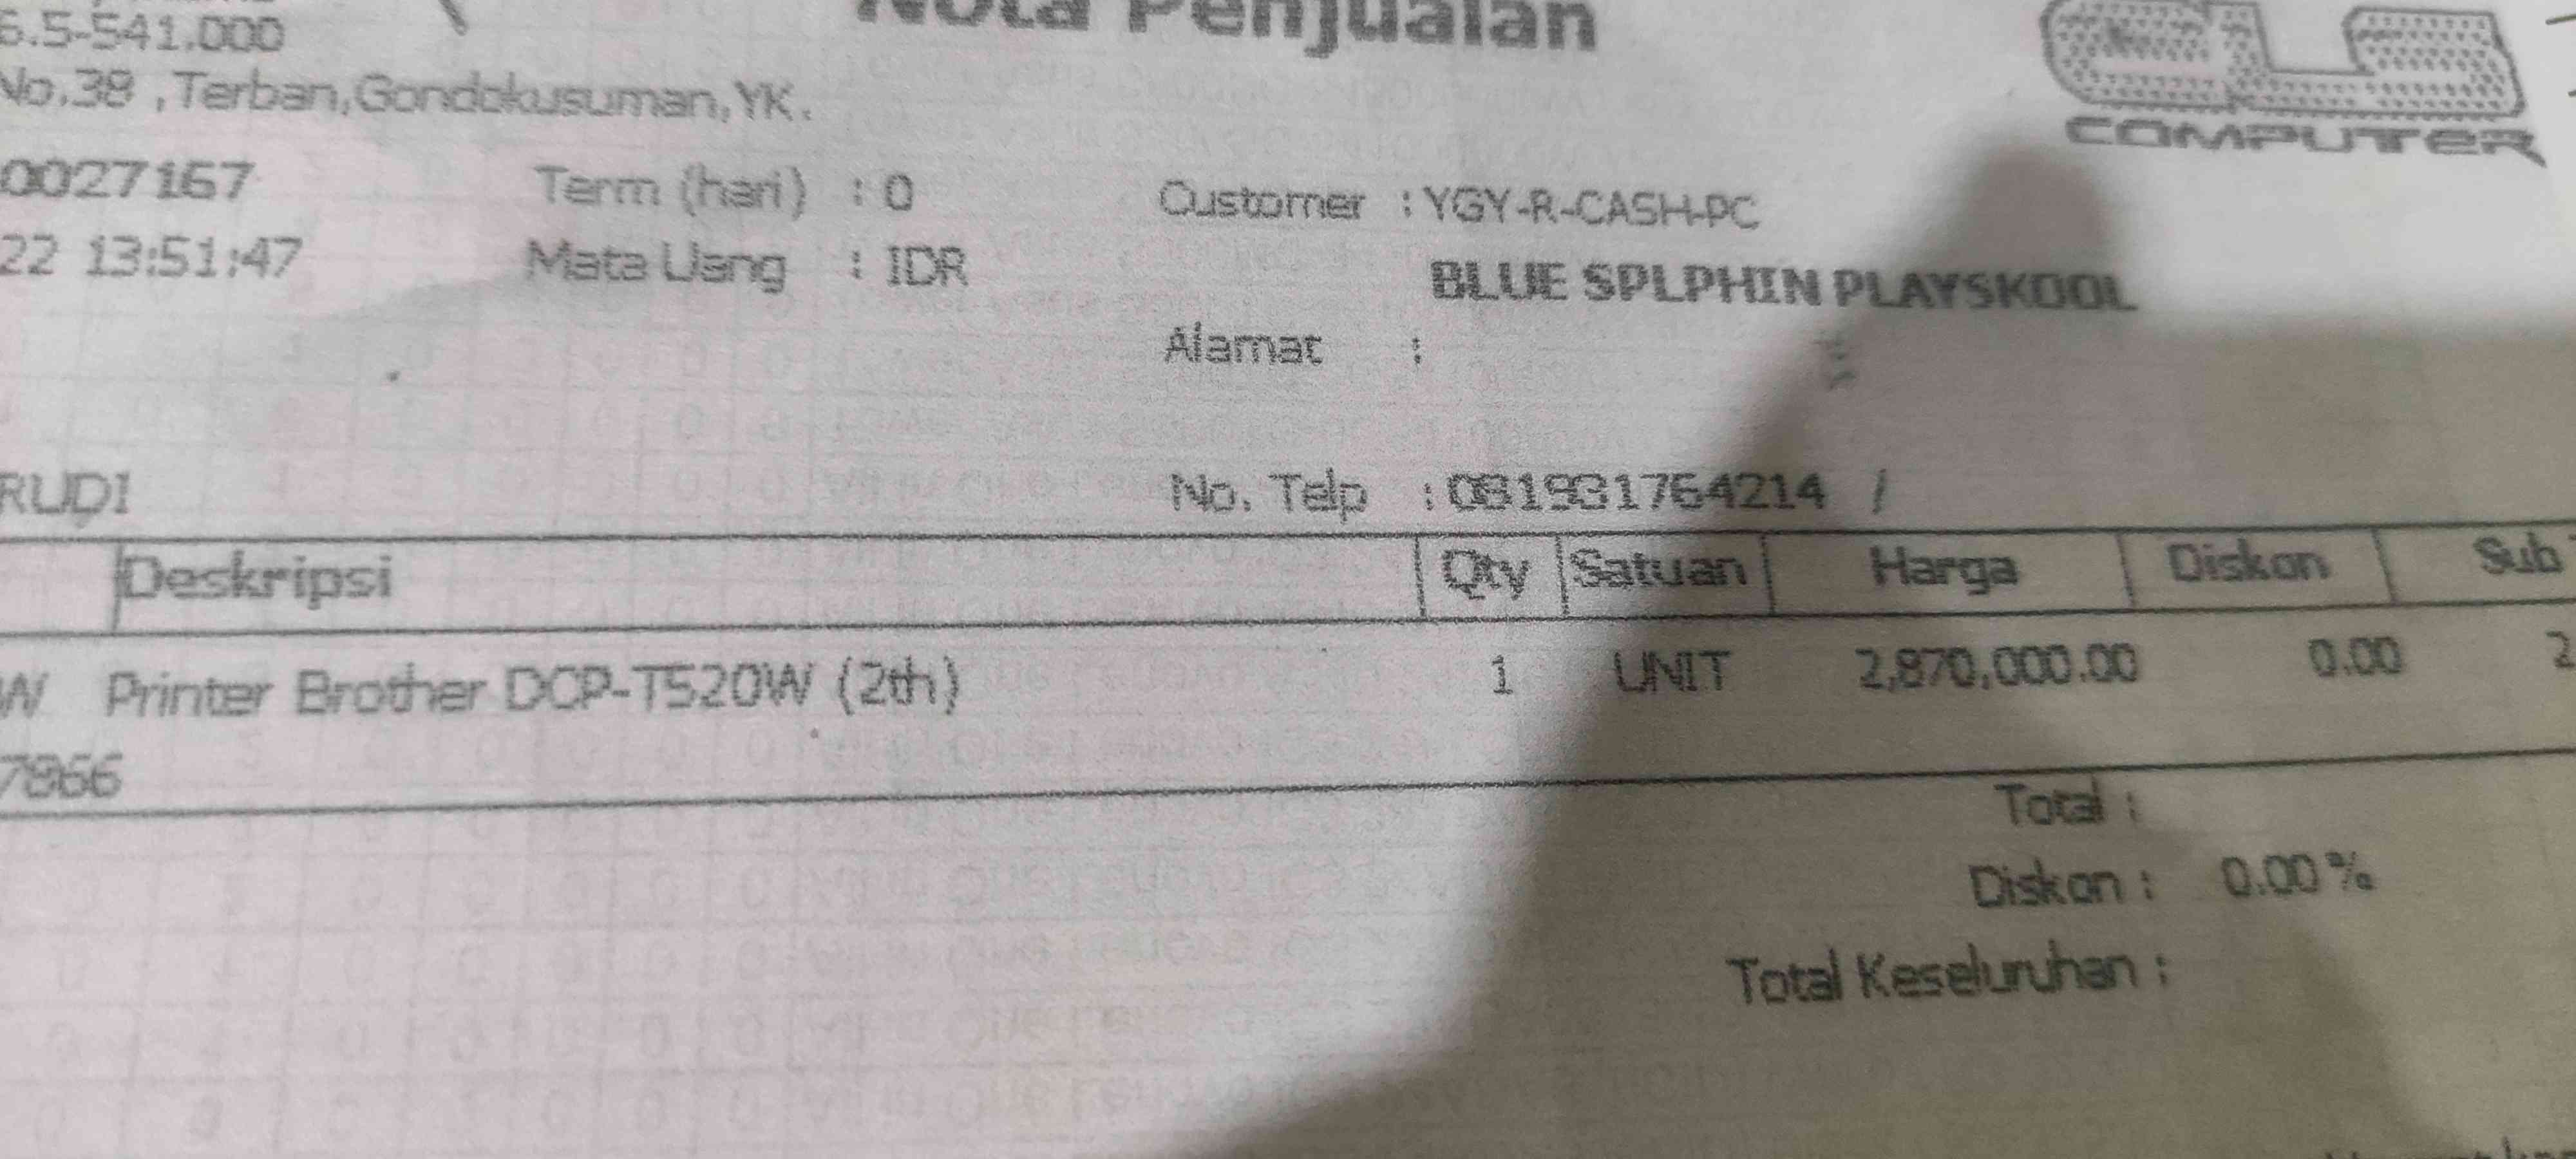 6.5-541.000
Nota Penjualan
No.38 ,Terban,Gondokusuman,YK.
COMPUTER
0027167 Term (hari) : 0 Customer : YGY-R-CASH-PC
22 13:51:47 Mata Uang : IDR BLUE SPLPHIN PLAYSKOOL
Alamat :
RUDI No. Telp : 081931764214 /
Deskripsi Qty Satuan Harga Diskon Sub
W Printer Brother DCP-T520W (2th) 1 UNIT 2,870,000.00 0.00 2
7866
Total :
Diskon : 0.00 %
Total Keseluruhan :